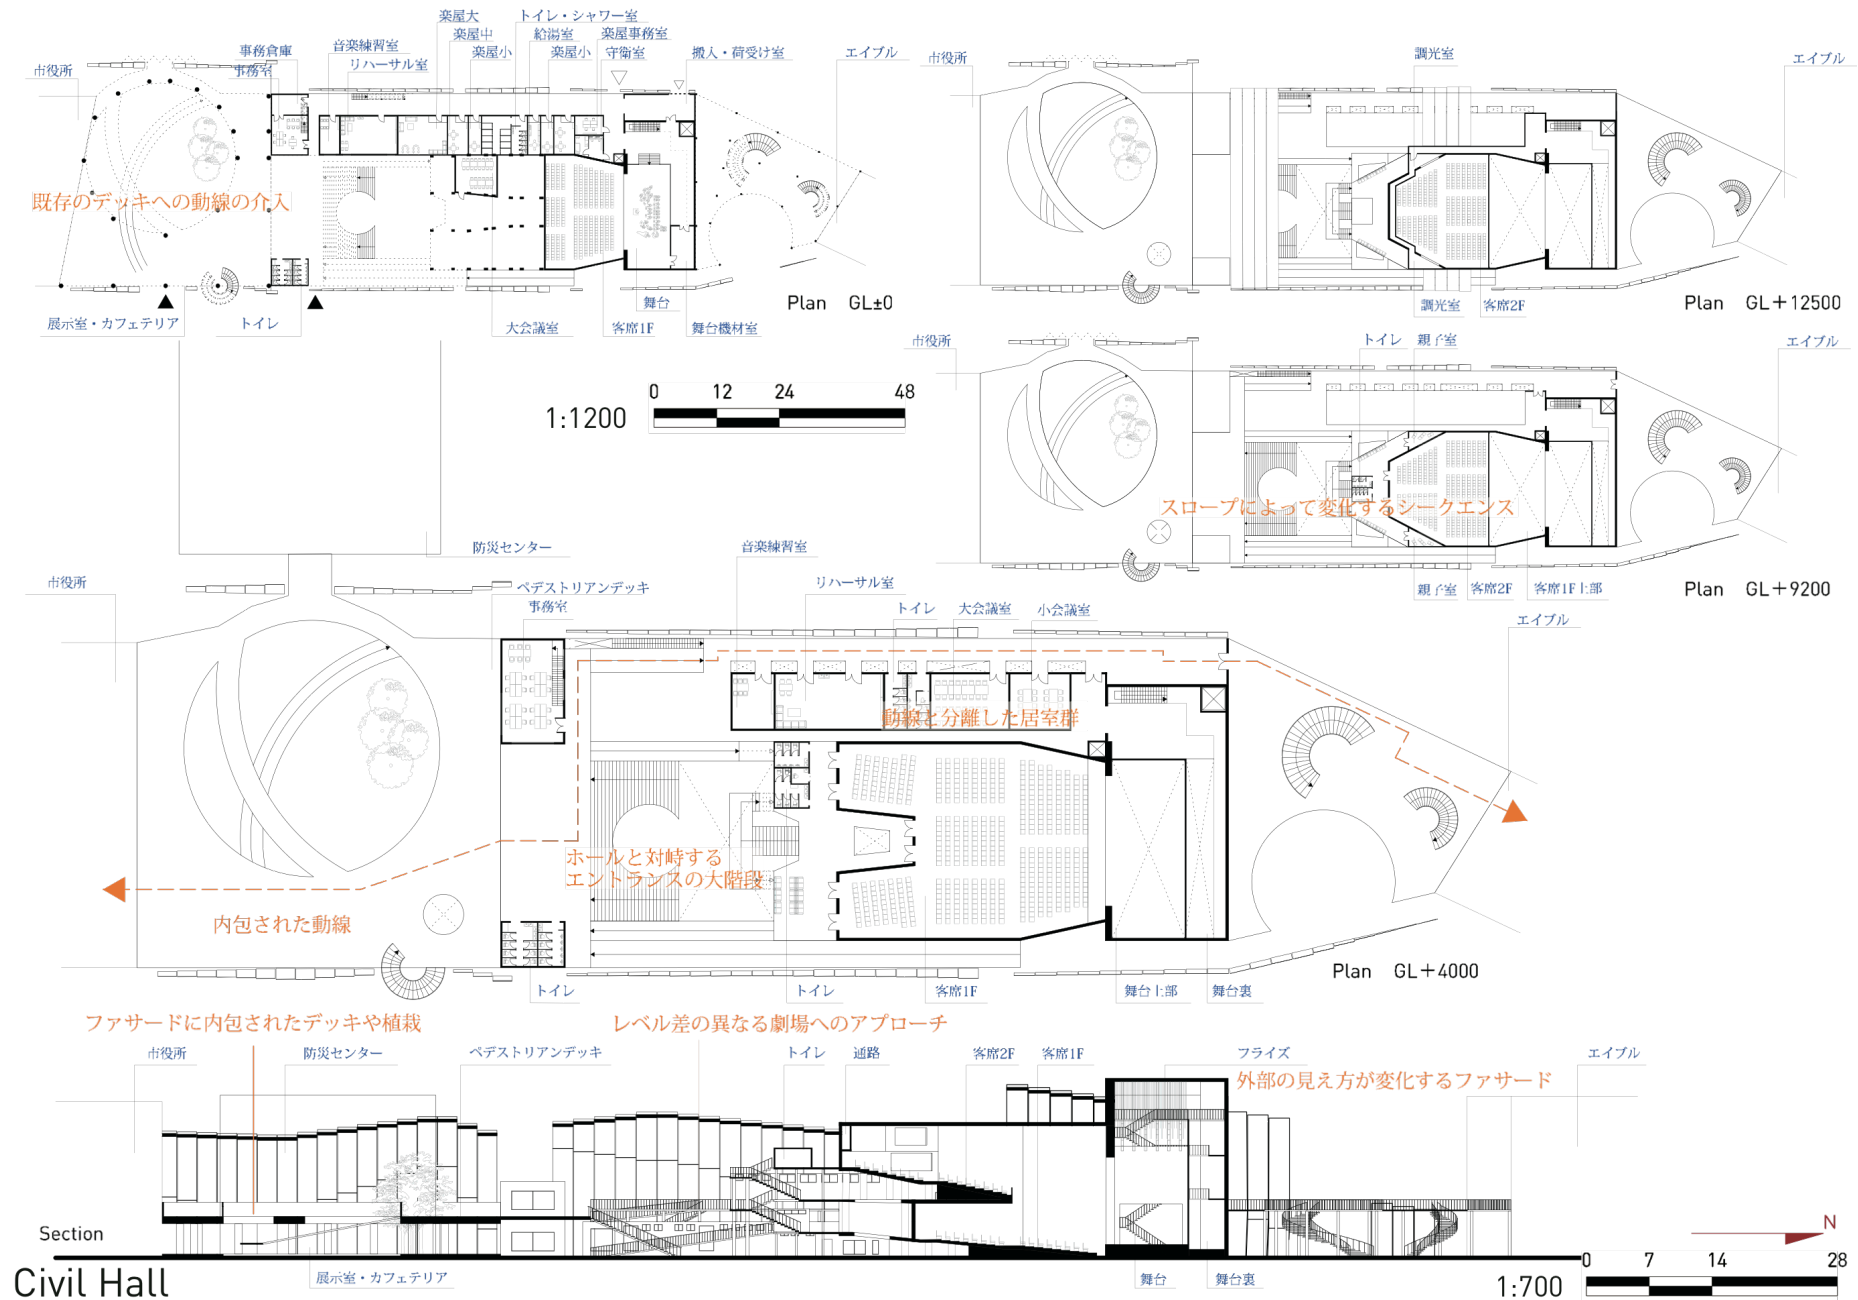 楽屋大
トイレ・シャワー室
楽屋中
給湯室
楽屋事務室
事務倉庫
音楽練習室
楽屋小
楽屋小
守衛室
搬入・荷受け室
エイブル
市役所
事務室
リハーサル室
既存のデッキへの動線の介入
舞台
Plan GL±0
展示室・カフェテリア
トイレ
大会議室
客席1F
舞台機材室
市役所
調光室
エイブル
調光室
客席2F
Plan GL+12500
1:1200
0 12 24 48
市役所
トイレ
親子室
エイブル
スロープによって変化するシークエンス
親子室
客席2F
客席1F上部
Plan GL+9200
防災センター
市役所
ペデストリアンデッキ
事務室
音楽練習室
リハーサル室
トイレ
大会議室
小会議室
エイブル
動線と分離した居室群
ホールと対峙する
エントランスの大階段
内包された動線
Plan GL+4000
トイレ
トイレ
客席1F
舞台上部
舞台裏
ファサードに内包されたデッキや植栽
レベル差の異なる劇場へのアプローチ
市役所
防災センター
ペデストリアンデッキ
トイレ
通路
客席2F
客席1F
フライズ
エイブル
外部の見え方が変化するファサード
Section
N
展示室・カフェテリア
舞台
舞台裏
Civil Hall
1:700
0 7 14 28